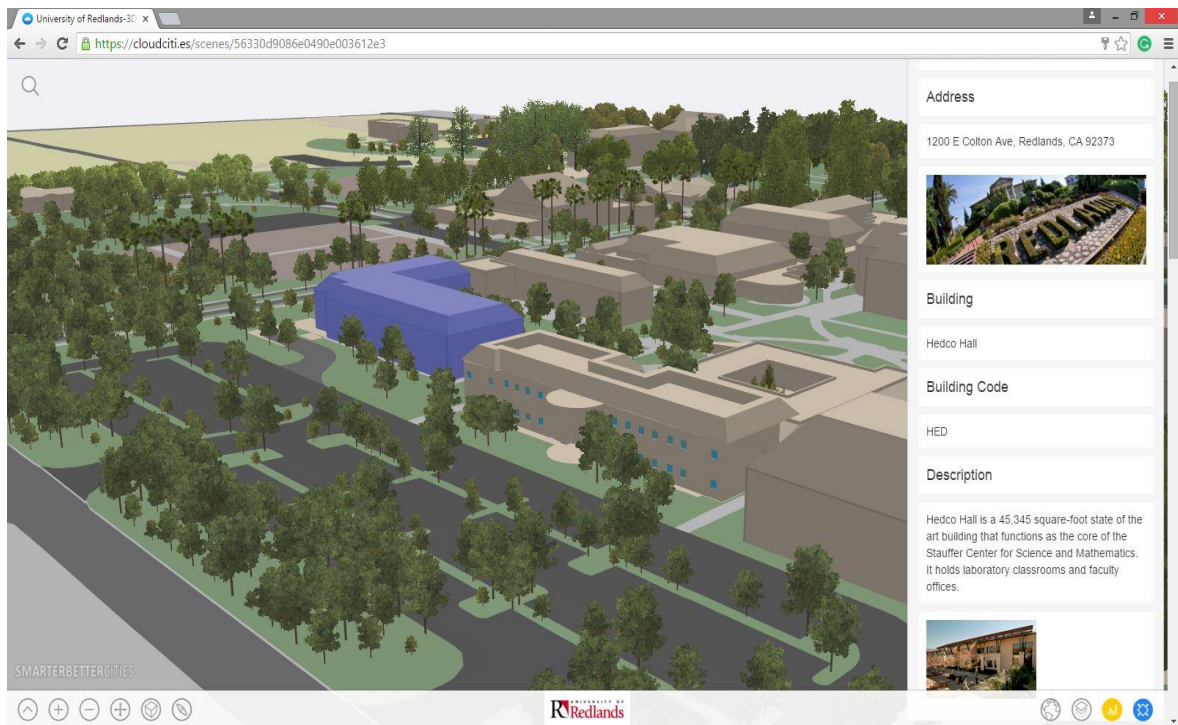 University of Redlands-3D
https://cloudciti.es/scenes/56330d9086e0490e003612e3
Address
1200 E Colton Ave, Redlands, CA 92373
REDLANDS
Building
Hedco Hall
Building Code
HED
Description
Hedco Hall is a 45,345 square-foot state of the
art building that functions as the core of the
Stauffer Center for Science and Mathematics.
It holds laboratory classrooms and faculty
offices.
SMARTERBETTERCITIES
UNIVERSITY OF
Redlands